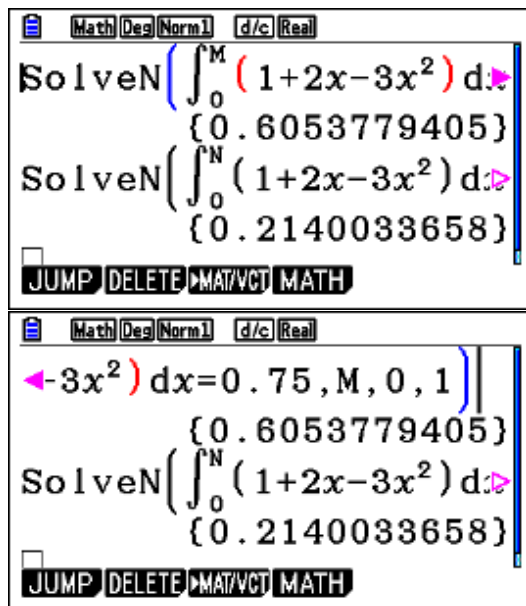 Math Deg Norm1 d/c Real
SolveN(∫₀ᴹ(1+2x-3x²)dx
{0.6053779405}
SolveN(∫₀ᴺ(1+2x-3x²)dx
{0.2140033658}
JUMP DELETE ▶MAT/VCT MATH
Math Deg Norm1 d/c Real
-3x²)dx=0.75,M,0,1)
{0.6053779405}
SolveN(∫₀ᴺ(1+2x-3x²)dx
{0.2140033658}
JUMP DELETE ▶MAT/VCT MATH